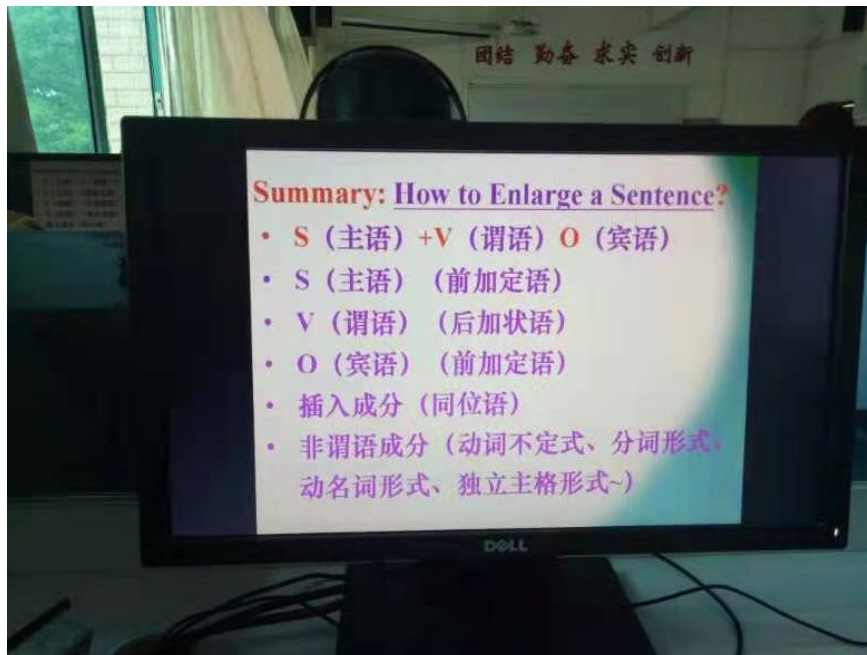 团结 勤奋 求实 创新
Summary: How to Enlarge a Sentence?
• S（主语）+V（谓语）O（宾语）
• S（主语）（前加定语）
• V（谓语）（后加状语）
• O（宾语）（前加定语）
• 插入成分（同位语）
• 非谓语成分（动词不定式、分词形式、
动名词形式、独立主格形式~）
DELL